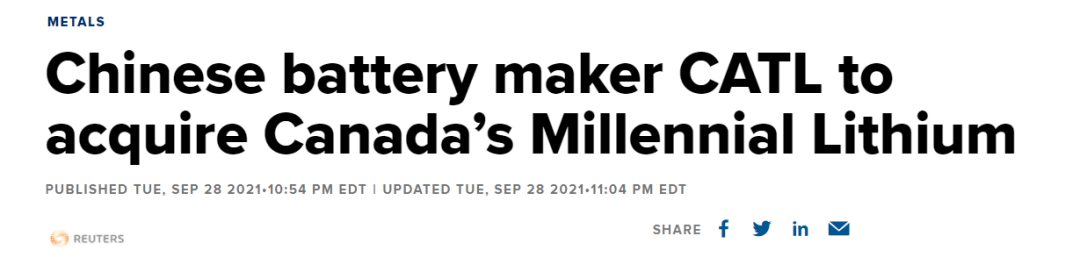 METALS
Chinese battery maker CATL to
acquire Canada’s Millennial Lithium
PUBLISHED TUE, SEP 28 2021•10:54 PM EDT | UPDATED TUE, SEP 28 2021•11:04 PM EDT
REUTERS
SHARE